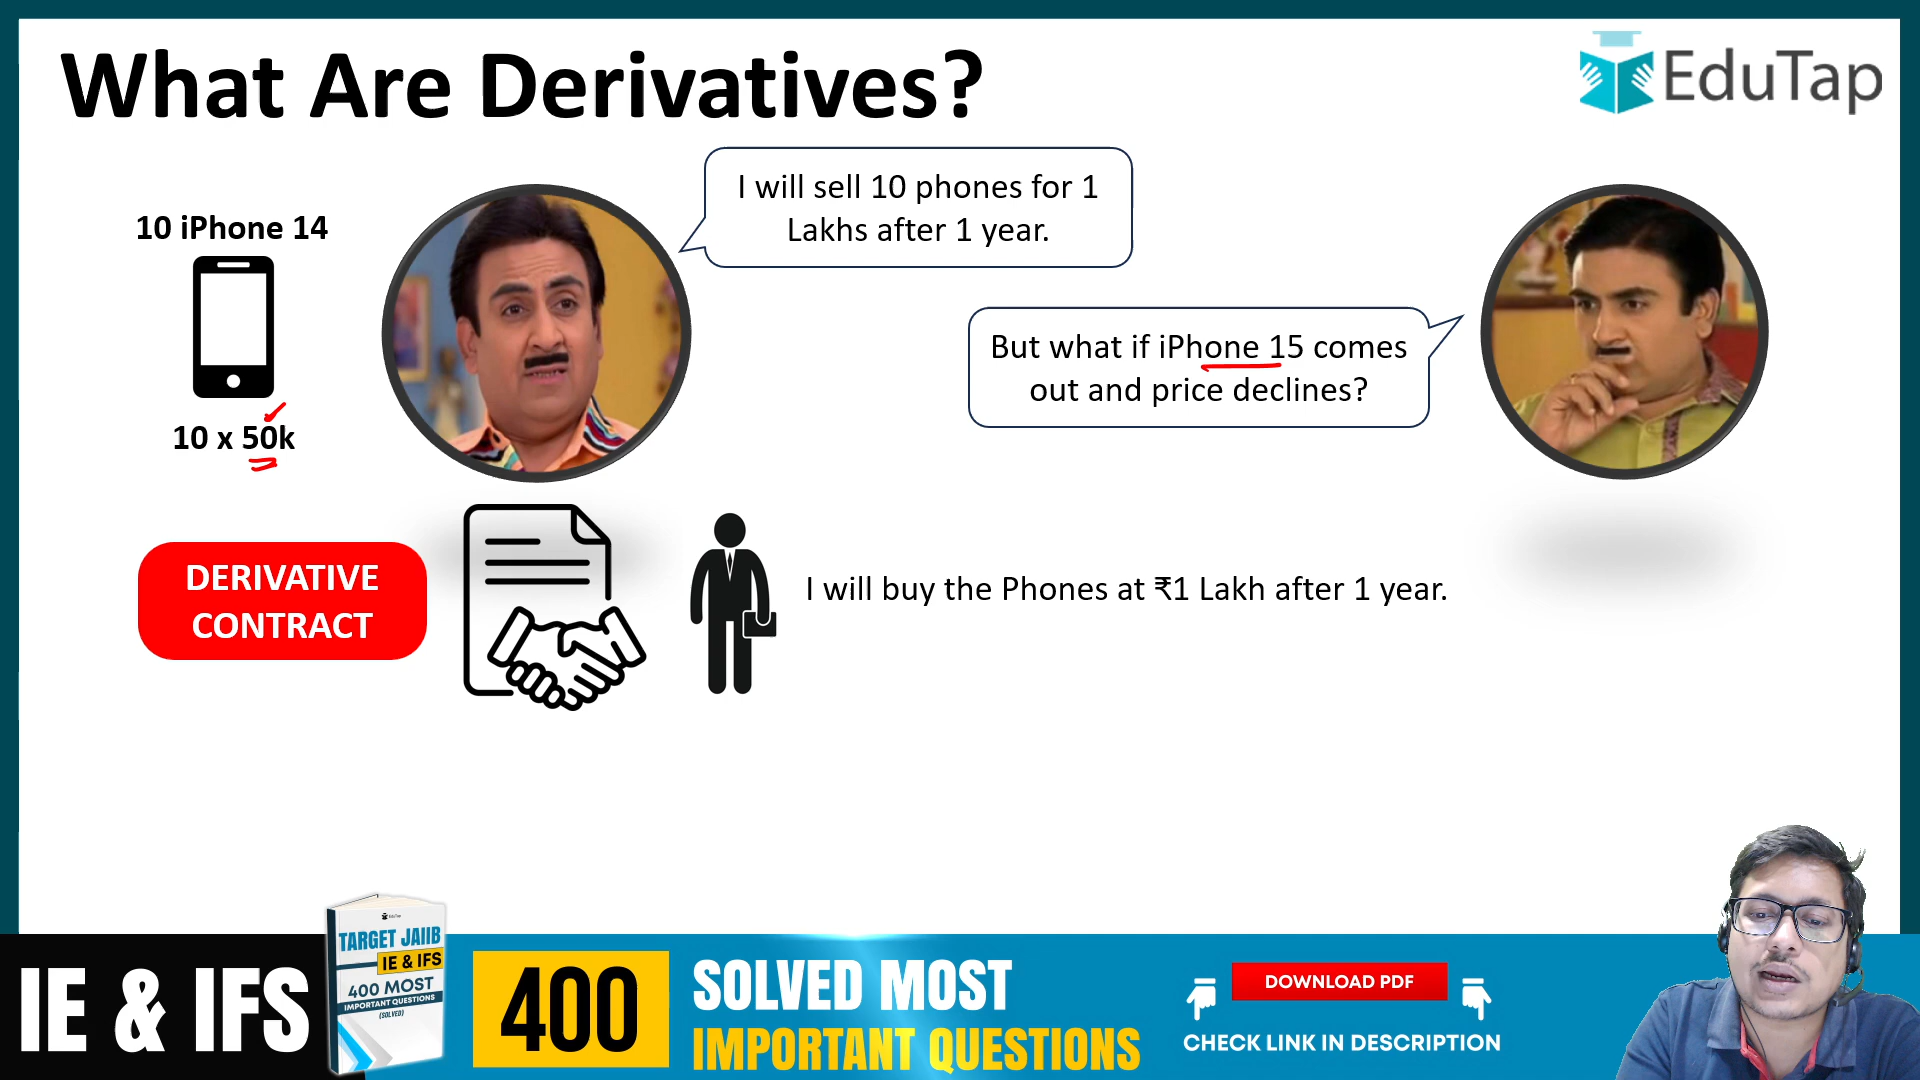 What Are Derivatives?
EduTap
I will sell 10 phones for 1
Lakhs after 1 year.
10 iPhone 14
But what if iPhone 15 comes
out and price declines?
10 x 50k
DERIVATIVE
CONTRACT
I will buy the Phones at ₹1 Lakh after 1 year.
IE & IFS
EduTap
TARGET JAIIB
IE & IFS
400 MOST
IMPORTANT QUESTIONS
(SOLVED)
400
SOLVED MOST
IMPORTANT QUESTIONS
DOWNLOAD PDF
CHECK LINK IN DESCRIPTION